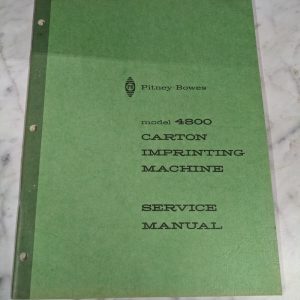 Pitney Bowes
model 4800
CARTON
IMPRINTING
MACHINE
SERVICE
MANUAL